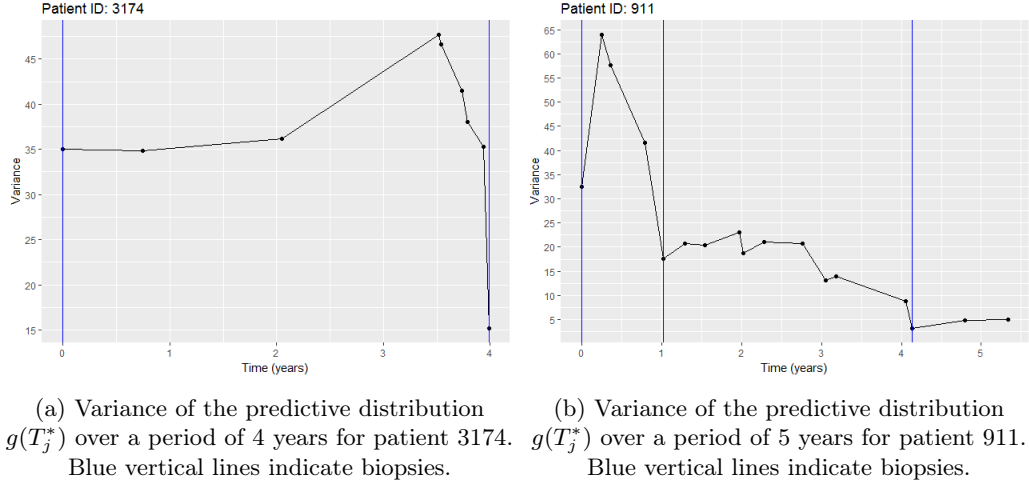 Patient ID: 3174
Variance
45
40
35
30
25
20
15
0 1 2 3 4
Time (years)
Patient ID: 911
Variance
65
60
55
50
45
40
35
30
25
20
15
10
5
0 1 2 3 4 5
Time (years)
(a) Variance of the predictive distribution
g(T_j^*) over a period of 4 years for patient 3174.
Blue vertical lines indicate biopsies.
(b) Variance of the predictive distribution
g(T_j^*) over a period of 5 years for patient 911.
Blue vertical lines indicate biopsies.